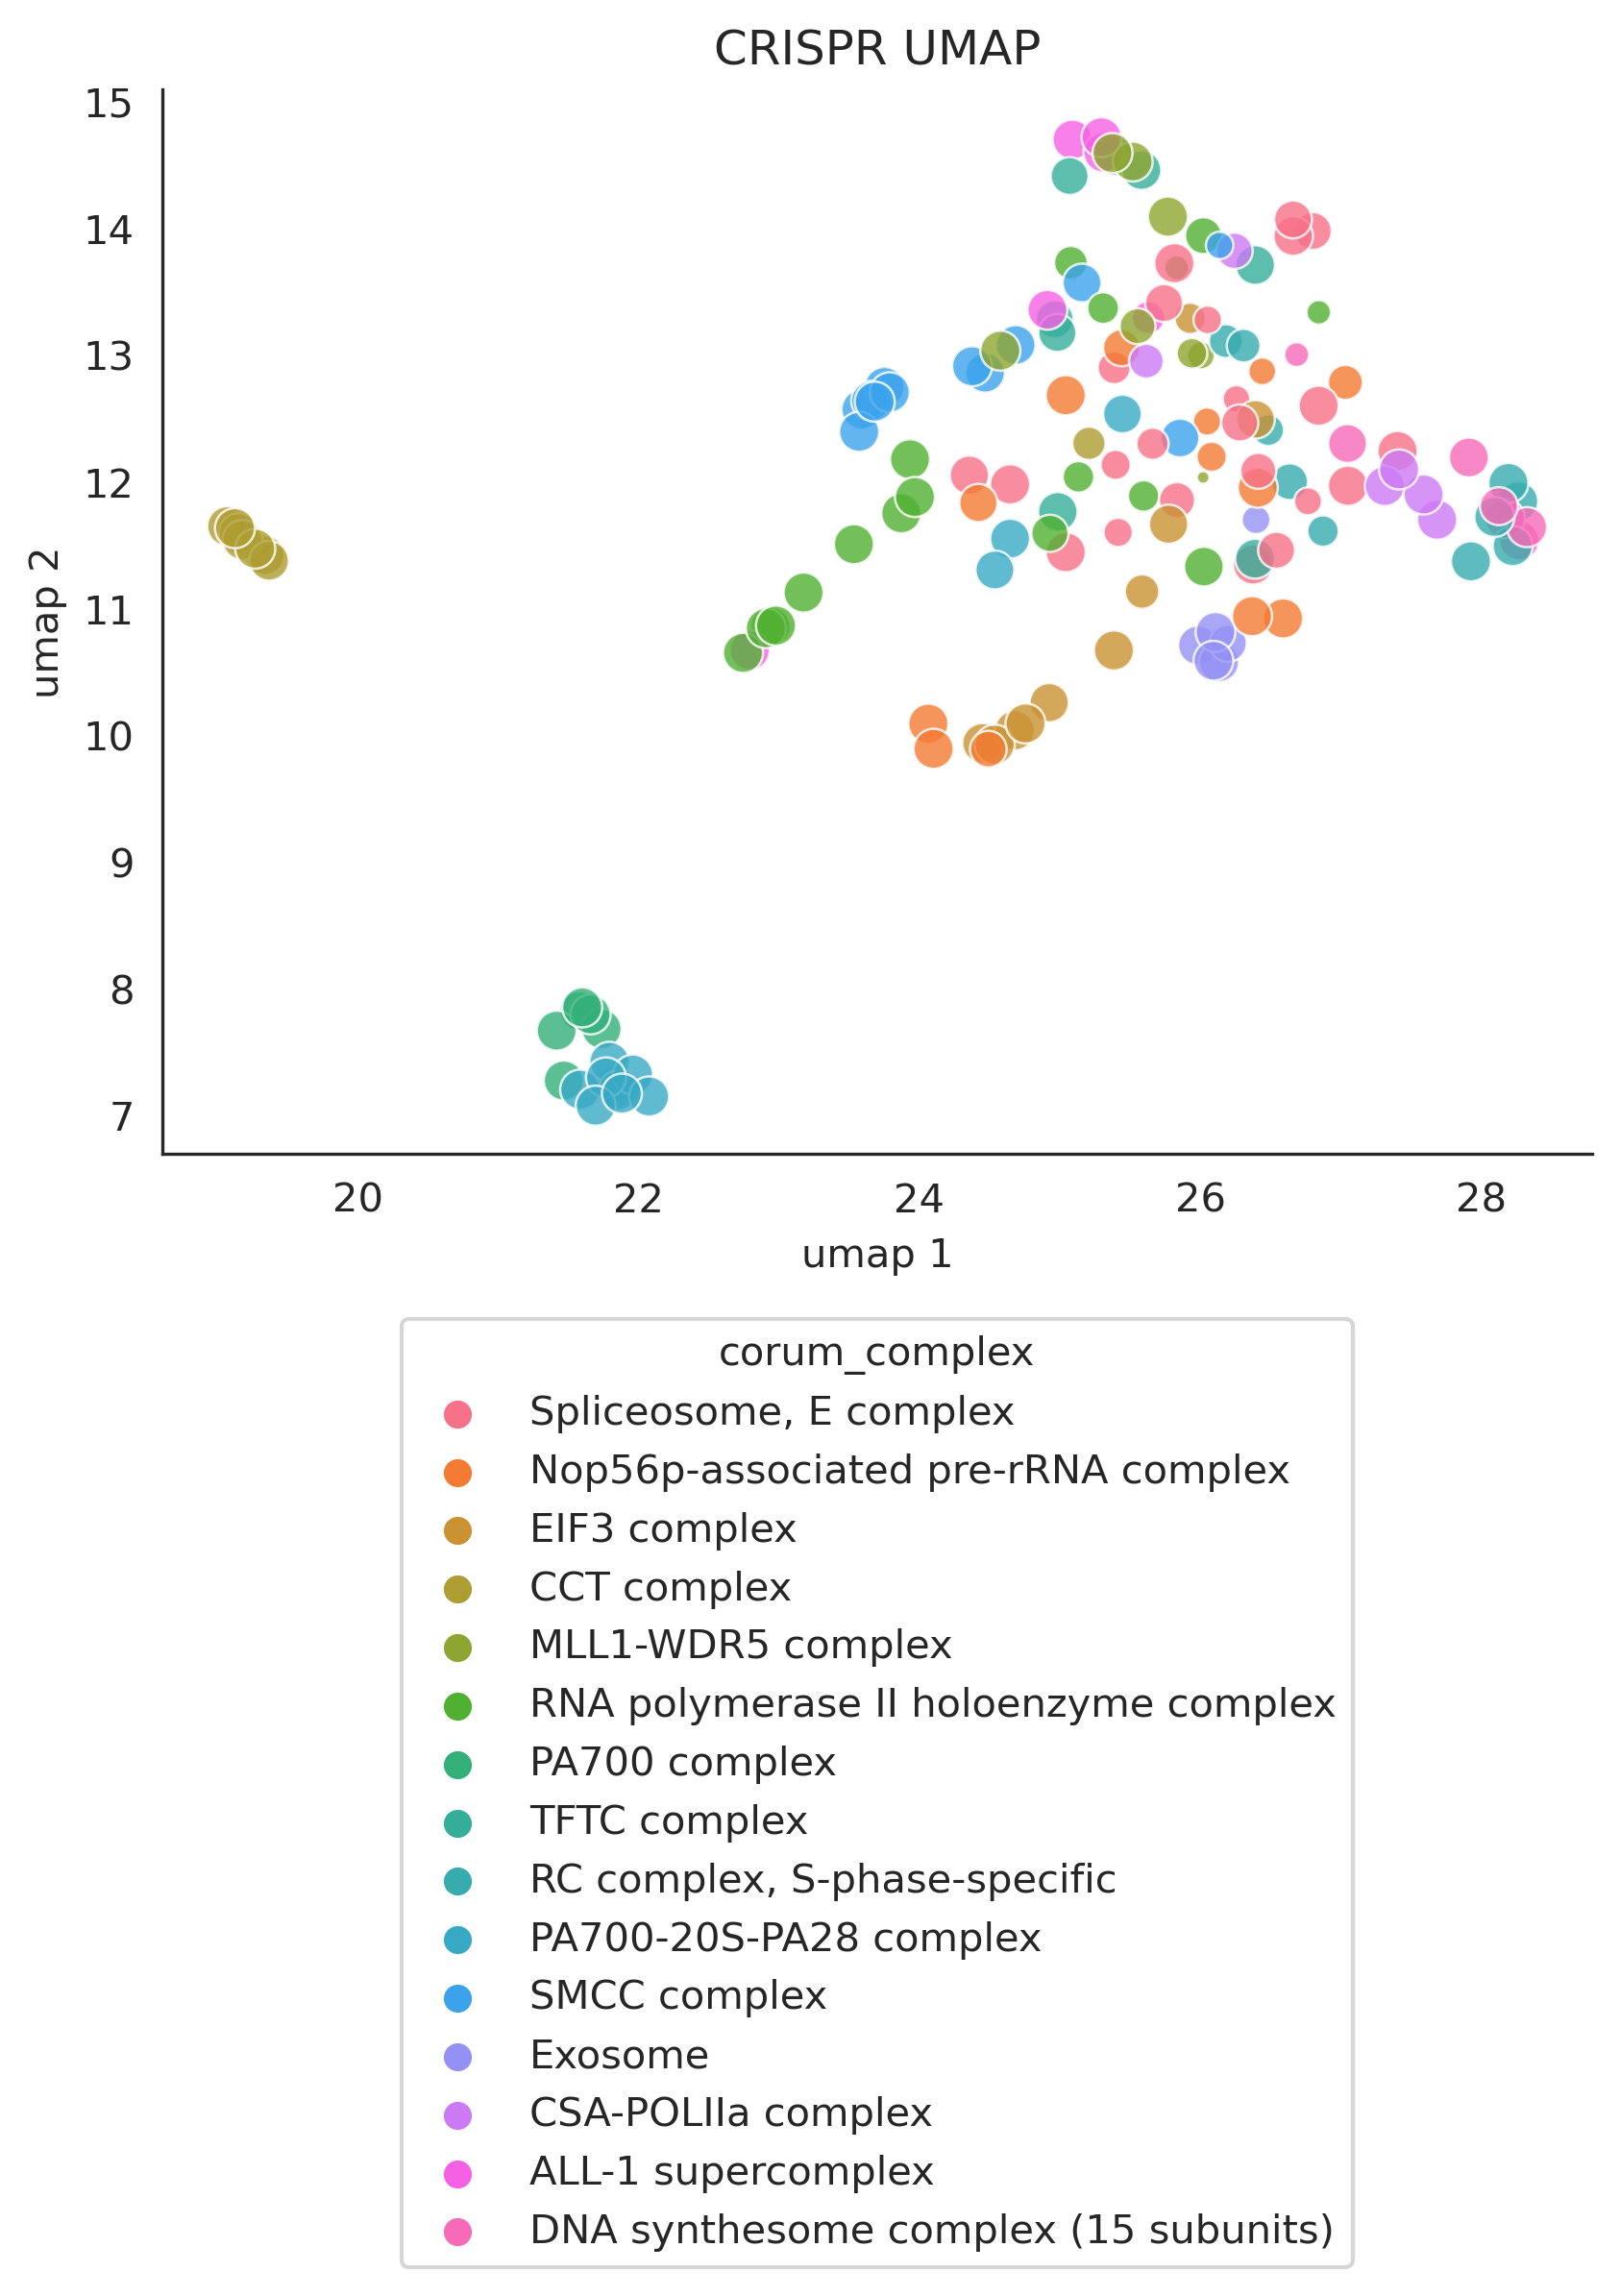 CRISPR UMAP
15
14
13
12
11
10
9
8
7
umap 2
20 22 24 26 28
umap 1
corum_complex
Spliceosome, E complex
Nop56p-associated pre-rRNA complex
EIF3 complex
CCT complex
MLL1-WDR5 complex
RNA polymerase II holoenzyme complex
PA700 complex
TFTC complex
RC complex, S-phase-specific
PA700-20S-PA28 complex
SMCC complex
Exosome
CSA-POLIIa complex
ALL-1 supercomplex
DNA synthesome complex (15 subunits)